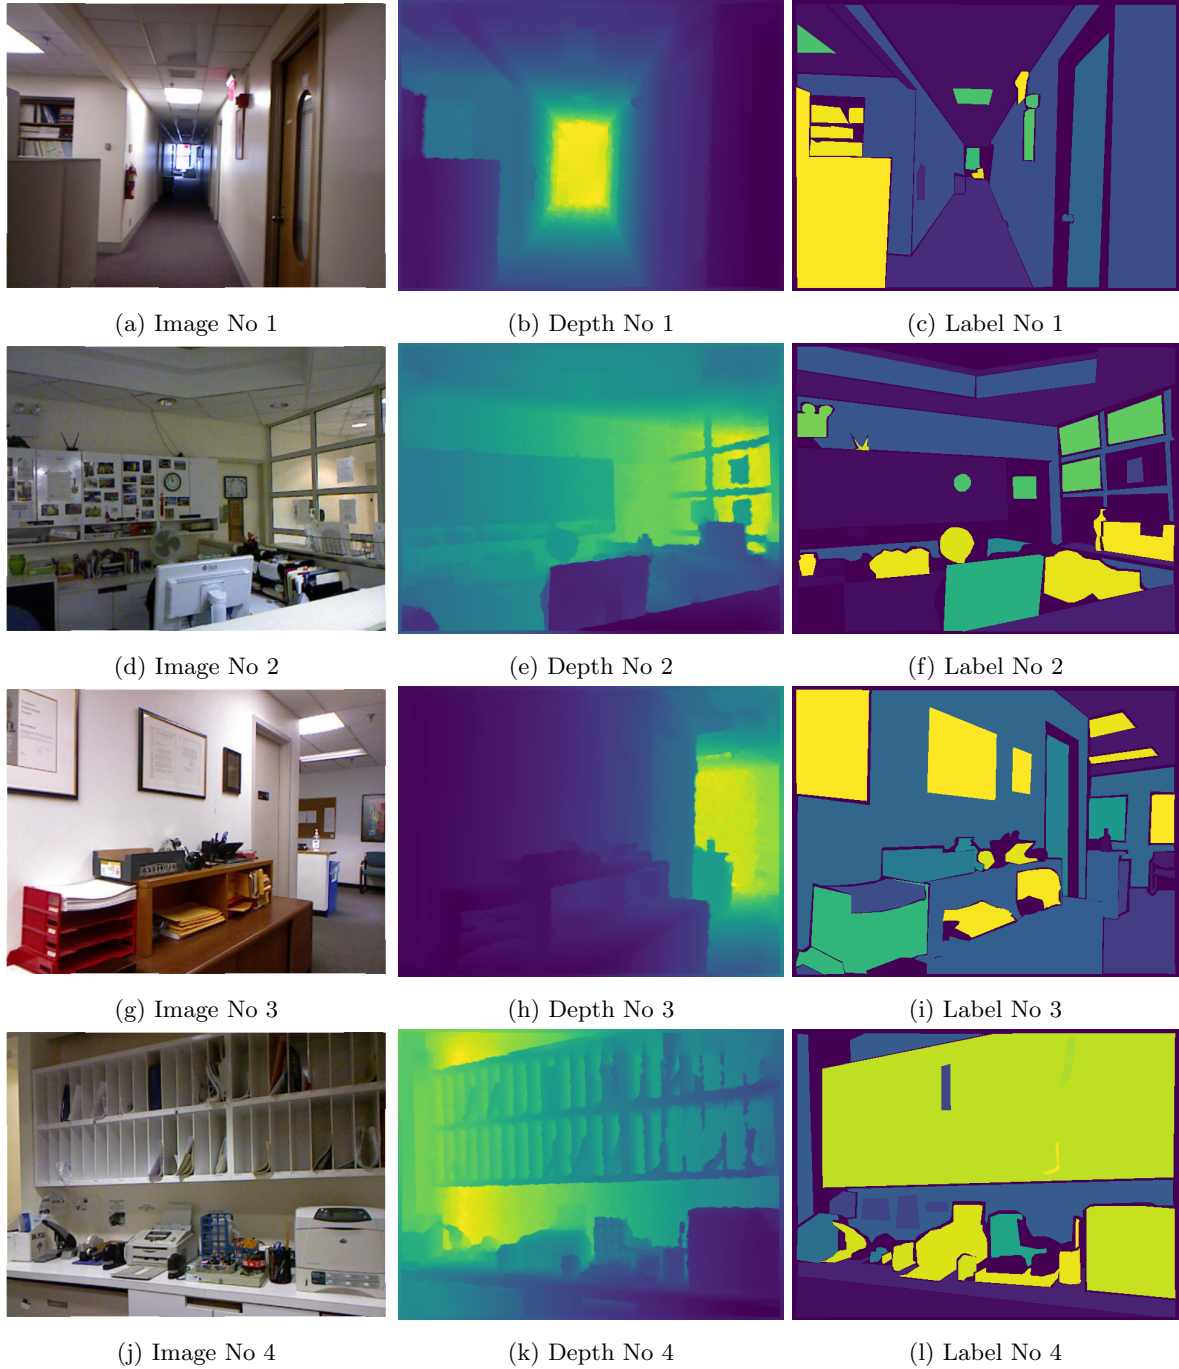 (a) Image No 1
(b) Depth No 1
(c) Label No 1
(d) Image No 2
(e) Depth No 2
(f) Label No 2
(g) Image No 3
(h) Depth No 3
(i) Label No 3
(j) Image No 4
(k) Depth No 4
(l) Label No 4